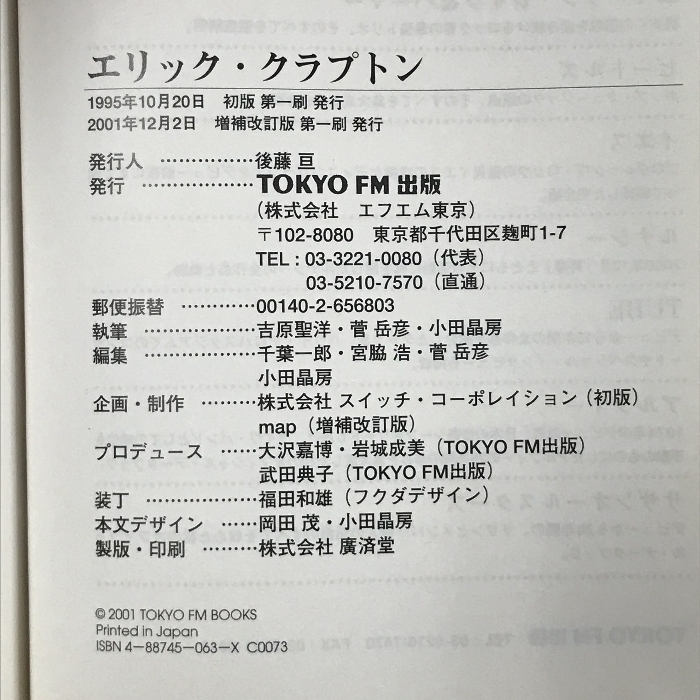 エリック・クラプトン
1995年10月20日　初版 第一刷 発行
2001年12月2日　増補改訂版 第一刷 発行
発行人 ……………後藤 亘
発行 ………………TOKYO FM 出版
（株式会社　エフエム東京）
〒102-8080　東京都千代田区麹町1-7
TEL : 03-3221-0080（代表）
03-5210-7570（直通）
郵便振替 …………00140-2-656803
執筆 ………………吉原聖洋・菅 岳彦・小田晶房
編集 ………………千葉一郎・宮脇 浩・菅 岳彦
小田晶房
企画・制作 ………株式会社 スイッチ・コーポレイション（初版）
map（増補改訂版）
プロデュース ……大沢嘉博・岩城成美（TOKYO FM出版）
武田典子（TOKYO FM出版）
装丁 ………………福田和雄（フクダデザイン）
本文デザイン ……岡田 茂・小田晶房
製版・印刷 ………株式会社 廣済堂
© 2001 TOKYO FM BOOKS
Printed in Japan
ISBN 4-88745-063-X C0073